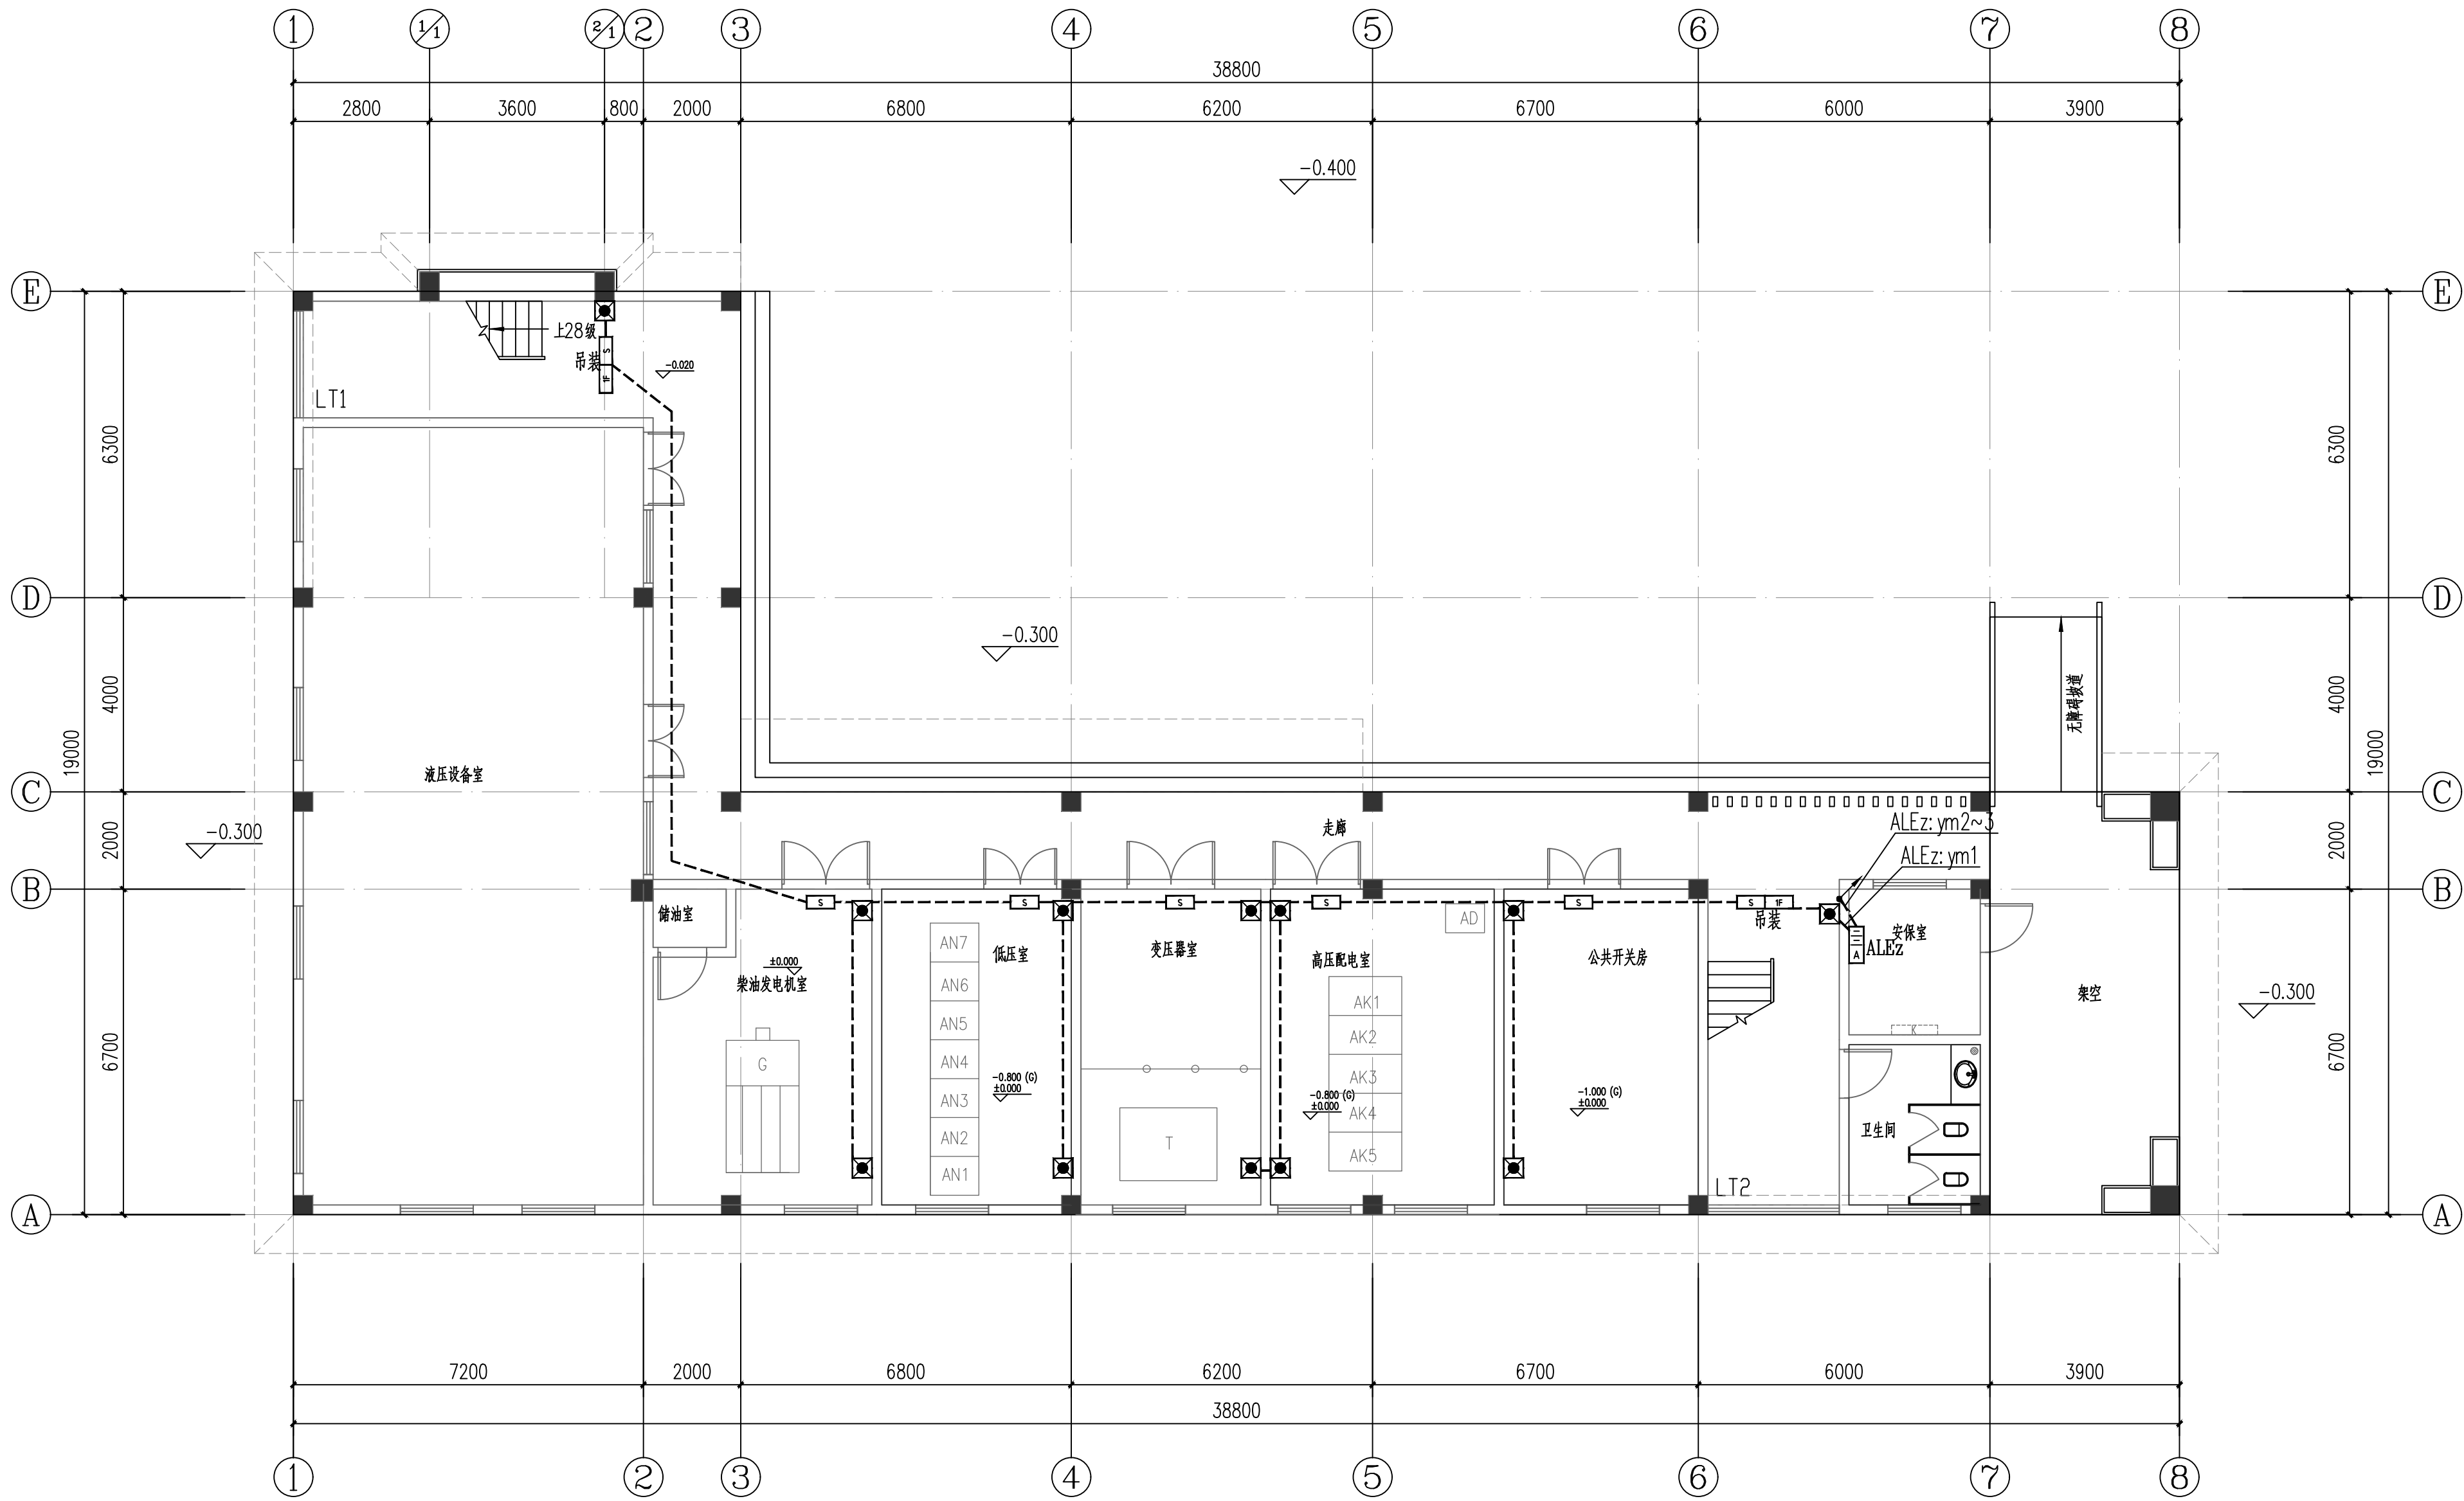 1 1/1 2/1 2 3 4 5 6 7 8
38800
2800 3600 800 2000 6800 6200 6700 6000 3900
-0.400
E E
上28级
S
吊装
1F
-0.020
LT1
6300 6300
D D
-0.300
4000 4000
无障碍坡道
19000 19000
液压设备室
C C
-0.300
2000 2000
走廊
ALEz: ym2~3
ALEz: ym1
B B
S S S S S S 1F
储油室
吊装
AD
安保室
ALEz
A
AN7
低压室
变压器室
高压配电室
公共开关房
±0.000
柴油发电机室
架空
-0.300
AN6
AK1
AN5
AK2
K
G
AN4
AK3
6700 6700
-0.800 (G)
±0.000
-0.800 (G)
±0.000
-1.000 (G)
±0.000
AN3
AK4
AN2
T
AK5
卫生间
AN1
LT2
A A
7200 2000 6800 6200 6700 6000 3900
38800
1 2 3 4 5 6 7 8